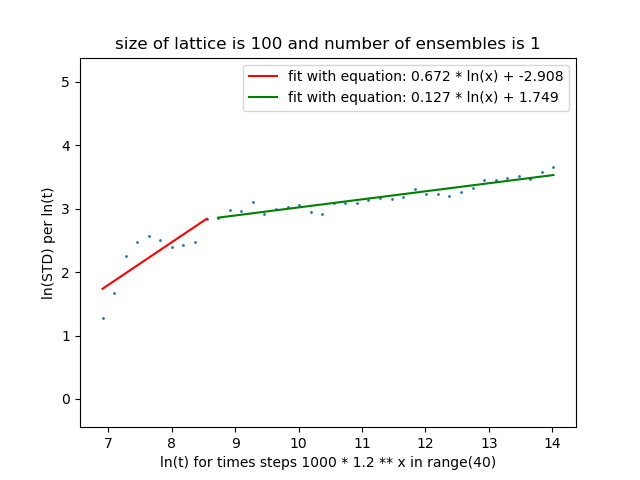 size of lattice is 100 and number of ensembles is 1
fit with equation: 0.672 * ln(x) + -2.908
fit with equation: 0.127 * ln(x) + 1.749
ln(STD) per ln(t)
5
4
3
2
1
0
7 8 9 10 11 12 13 14
ln(t) for times steps 1000 * 1.2 ** x in range(40)